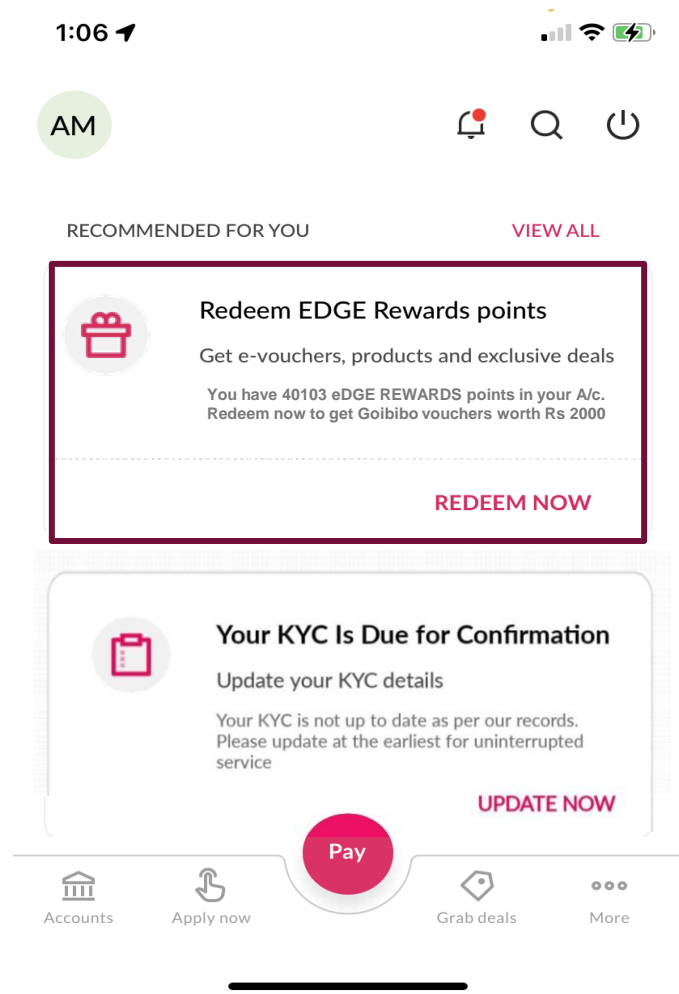 1:06
AM
RECOMMENDED FOR YOU VIEW ALL
Redeem EDGE Rewards points
Get e-vouchers, products and exclusive deals
You have 40103 eDGE REWARDS points in your A/c.
Redeem now to get Goibibo vouchers worth Rs 2000
REDEEM NOW
Your KYC Is Due for Confirmation
Update your KYC details
Your KYC is not up to date as per our records.
Please update at the earliest for uninterrupted
service
UPDATE NOW
Pay
Accounts Apply now Grab deals More